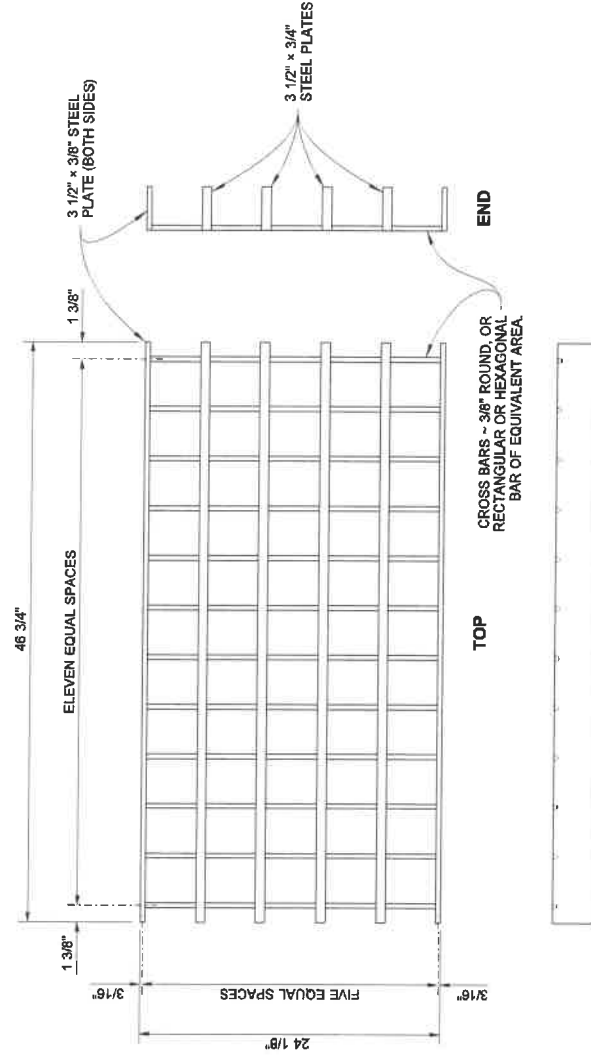 46 3/4"
1 3/8"
ELEVEN EQUAL SPACES
1 3/8"
3 1/2" × 3/8" STEEL
PLATE (BOTH SIDES)
3 1/2" × 3/4"
STEEL PLATES
3/16"
FIVE EQUAL SPACES
24 1/8"
3/16"
CROSS BARS ~ 3/8" ROUND, OR
RECTANGULAR OR HEXAGONAL
BAR OF EQUIVALENT AREA.
TOP
END